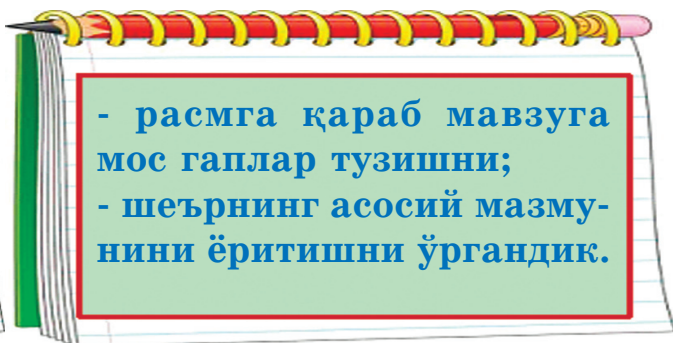 - расмга қараб мавзуга
мос гаплар тузишни;
- шеърнинг асосий мазму-
нини ёритишни ўргандик.